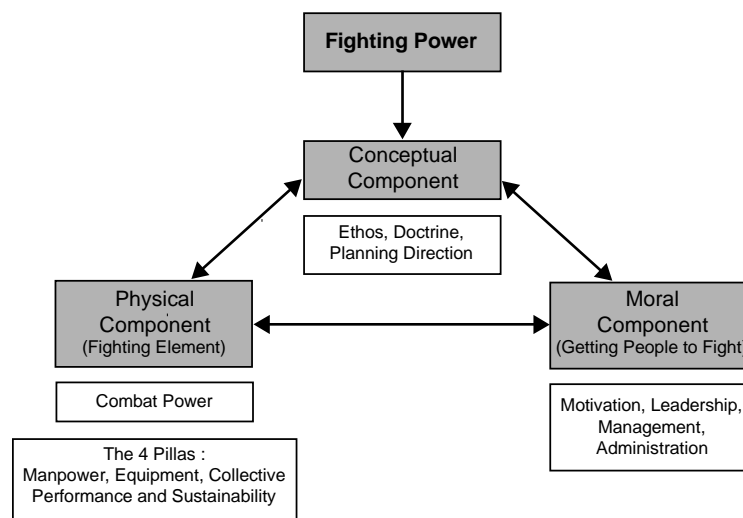 Fighting Power
Conceptual
Component
Ethos, Doctrine,
Planning Direction
Physical
Component
(Fighting Element)
Moral
Component
(Getting People to Fight)
Combat Power
Motivation, Leadership,
Management,
Administration
The 4 Pillas :
Manpower, Equipment, Collective
Performance and Sustainability